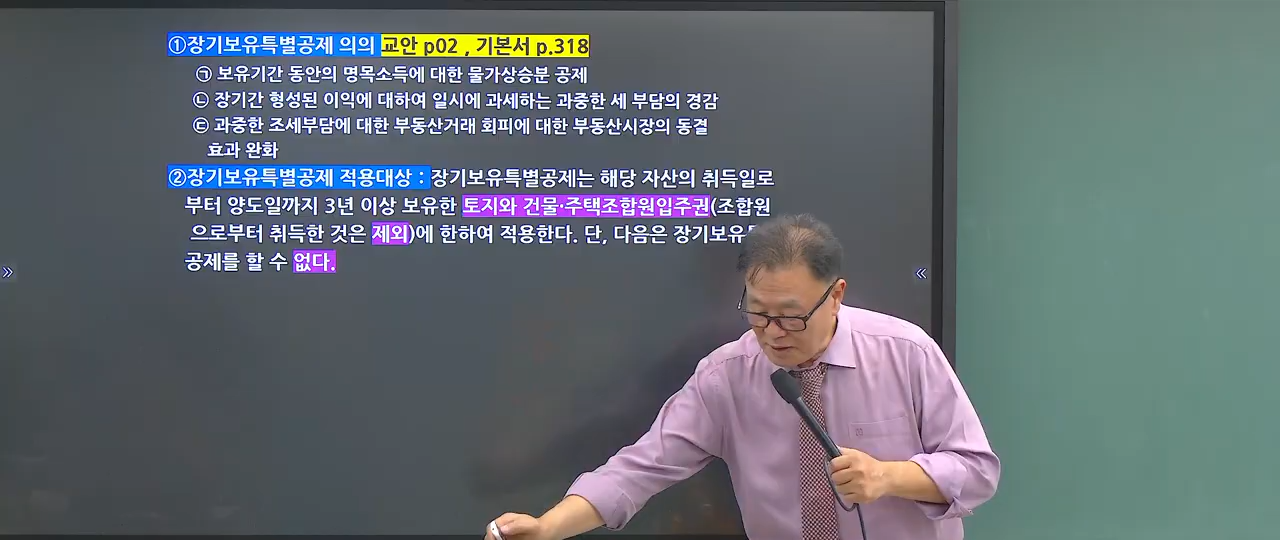 ①장기보유특별공제 의의 교안 p02 , 기본서 p.318
㉠ 보유기간 동안의 명목소득에 대한 물가상승분 공제
㉡ 장기간 형성된 이익에 대하여 일시에 과세하는 과중한 세 부담의 경감
㉢ 과중한 조세부담에 대한 부동산거래 회피에 대한 부동산시장의 동결
효과 완화
②장기보유특별공제 적용대상 : 장기보유특별공제는 해당 자산의 취득일로
부터 양도일까지 3년 이상 보유한 토지와 건물·주택조합원입주권(조합원
으로부터 취득한 것은 제외)에 한하여 적용한다. 단, 다음은 장기보유
공제를 할 수 없다.